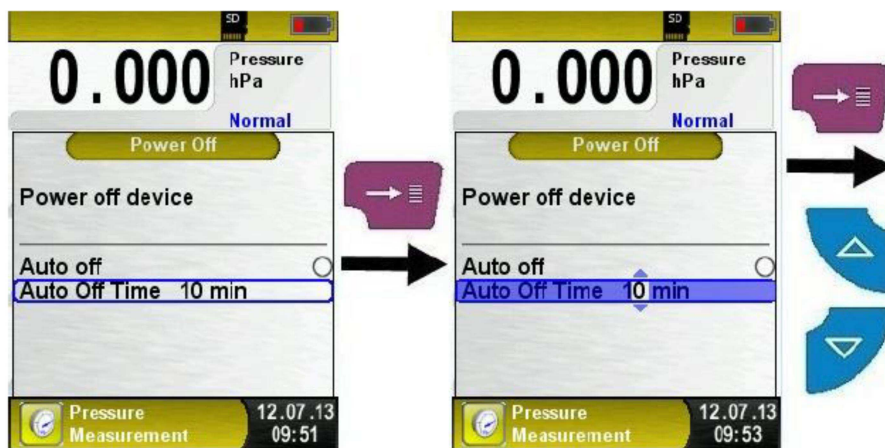 SD
0.000
Pressure
hPa
Normal
Power Off
Power off device
Auto off
Auto Off Time 10 min
Pressure
Measurement
12.07.13
09:51
SD
0.000
Pressure
hPa
Normal
Power Off
Power off device
Auto off
Auto Off Time 10 min
Pressure
Measurement
12.07.13
09:53